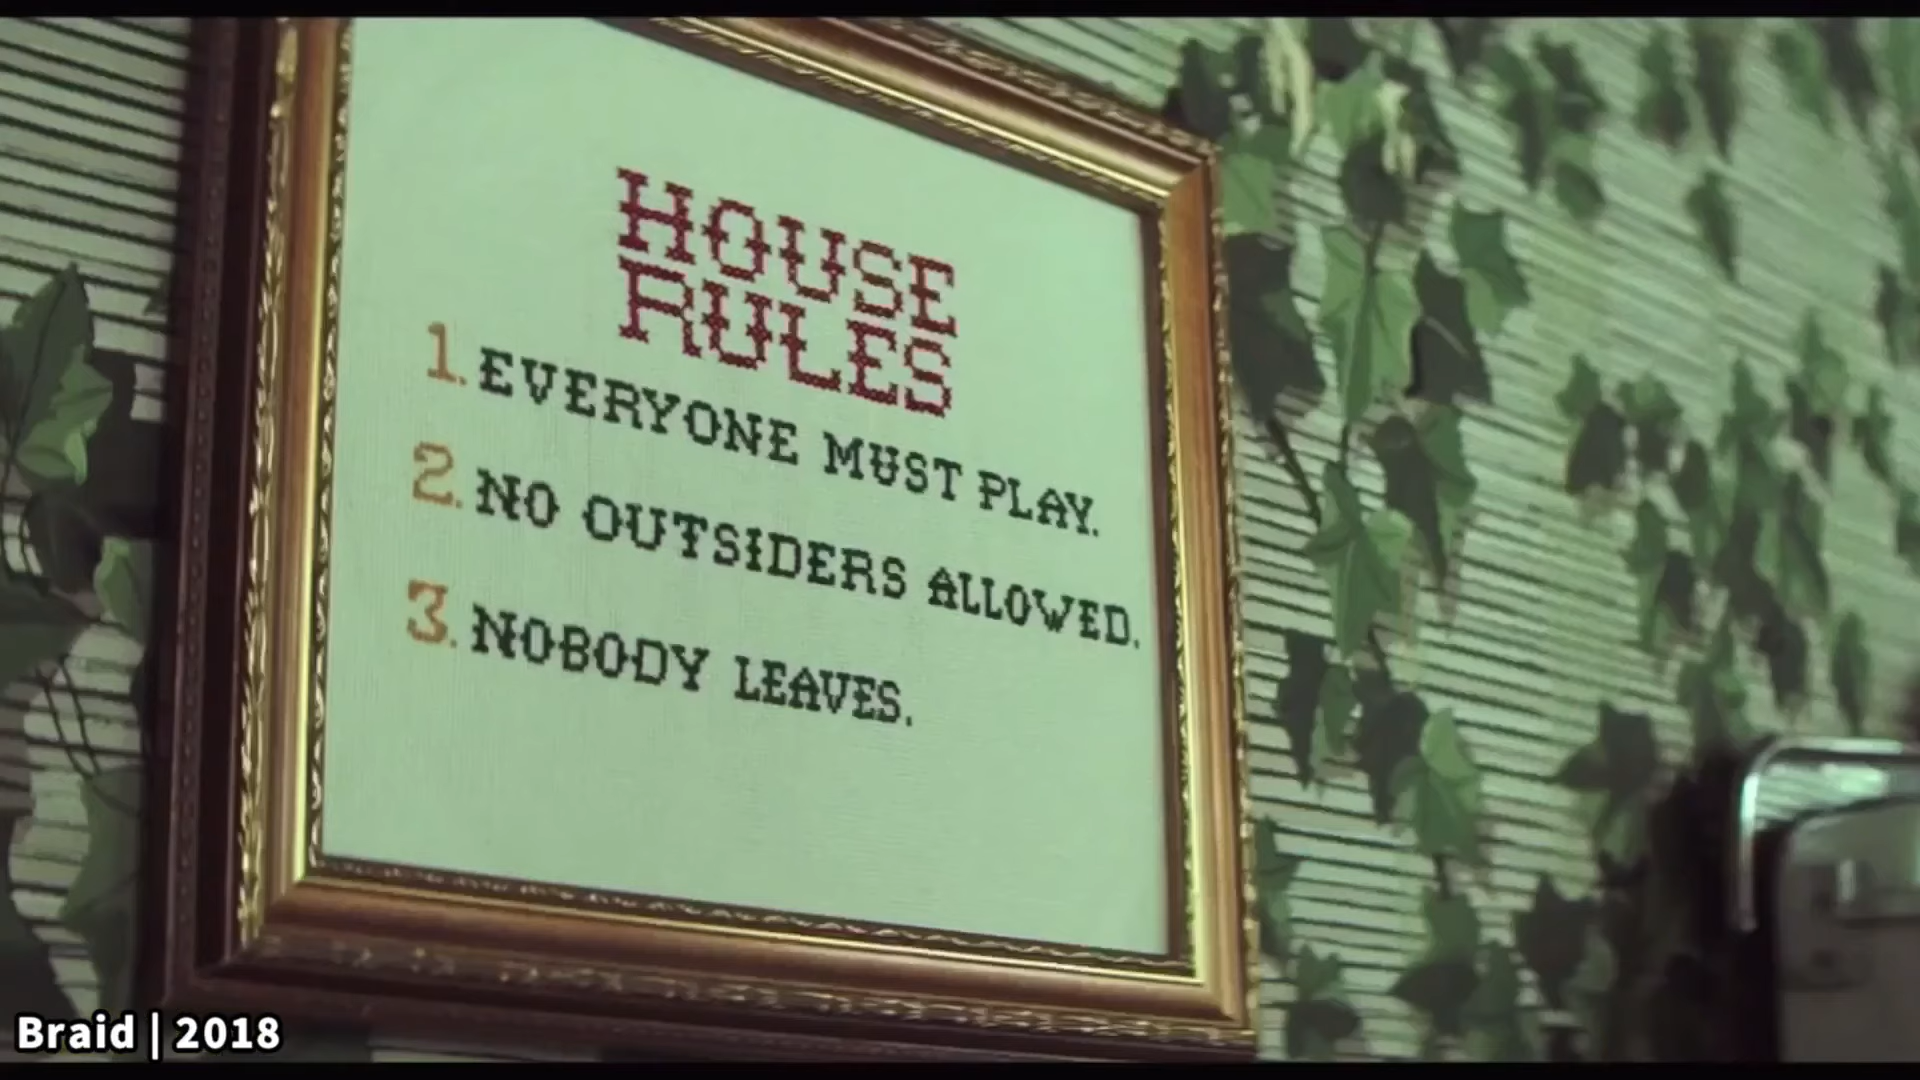 HOUSE
RULES
1. EVERYONE MUST PLAY.
2. NO OUTSIDERS ALLOWED.
3. NOBODY LEAVES.
Braid | 2018